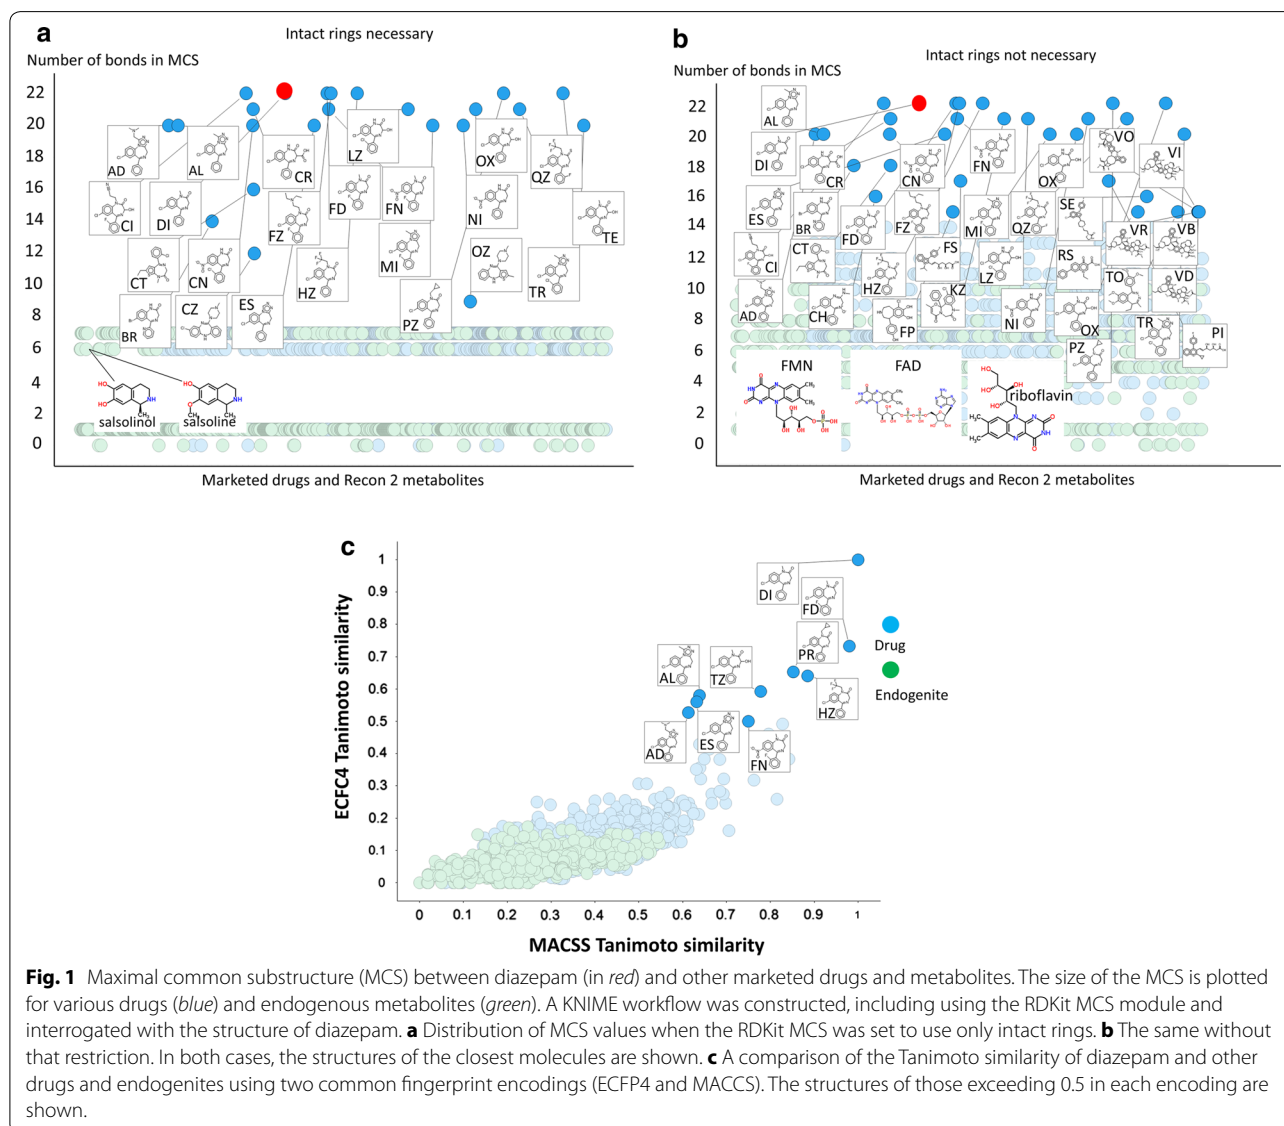 a
Intact rings necessary
Number of bonds in MCS
22
20
18
16
14
12
10
8
6
4
2
0
AD
AL
CR
LZ
OX
QZ
CI
DI
FZ
FD
FN
NI
TE
CT
CN
HZ
MI
OZ
TR
BR
CZ
ES
PZ
salsolinol
salsoline
Marketed drugs and Recon 2 metabolites
b
Intact rings not necessary
Number of bonds in MCS
22
20
18
16
14
12
10
8
6
4
2
0
AL
DI
CR
CN
FN
OX
VO
VI
ES
BR
FD
FZ
MI
QZ
SE
VR
VB
CI
CT
HZ
FS
LZ
RS
TO
VD
AD
CH
FP
KZ
NI
OX
TR
PI
PZ
FMN
FAD
riboflavin
Marketed drugs and Recon 2 metabolites
c
ECFC4 Tanimoto similarity
1
0.9
0.8
0.7
0.6
0.5
0.4
0.3
0.2
0.1
0
DI
FD
PR
AL
TZ
HZ
AD
ES
FN
Drug
Endogenite
0 0.1 0.2 0.3 0.4 0.5 0.6 0.7 0.8 0.9 1
MACSS Tanimoto similarity
Fig. 1 Maximal common substructure (MCS) between diazepam (in red) and other marketed drugs and metabolites. The size of the MCS is plotted
for various drugs (blue) and endogenous metabolites (green). A KNIME workflow was constructed, including using the RDKit MCS module and
interrogated with the structure of diazepam. a Distribution of MCS values when the RDKit MCS was set to use only intact rings. b The same without
that restriction. In both cases, the structures of the closest molecules are shown. c A comparison of the Tanimoto similarity of diazepam and other
drugs and endogenites using two common fingerprint encodings (ECFP4 and MACCS). The structures of those exceeding 0.5 in each encoding are
shown.